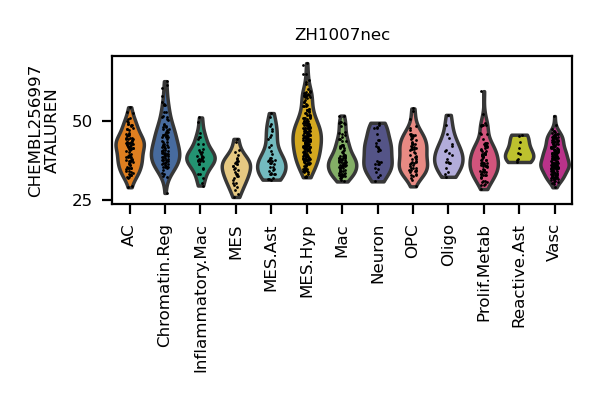 ZH1007nec
CHEMBL256997
ATALUREN
50
25
AC
Chromatin.Reg
Inflammatory.Mac
MES
MES.Ast
MES.Hyp
Mac
Neuron
OPC
Oligo
Prolif.Metab
Reactive.Ast
Vasc